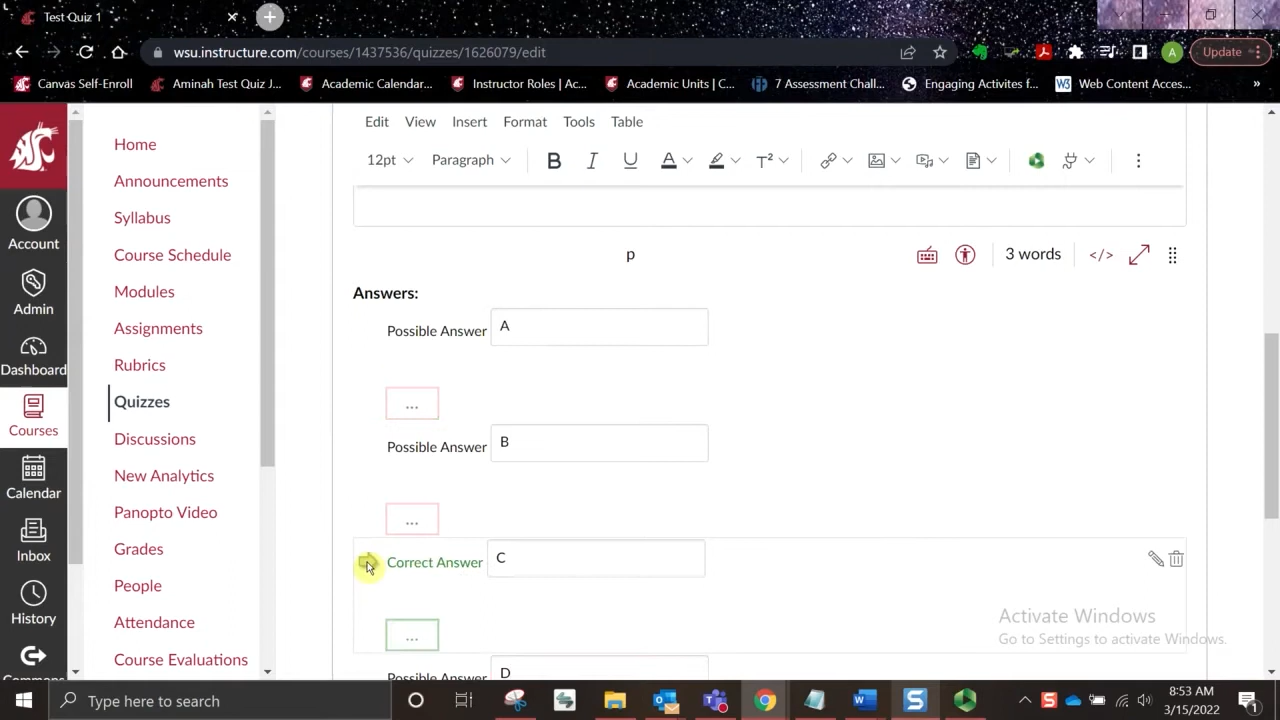 Test Quiz 1
wsu.instructure.com/courses/1437536/quizzes/1626079/edit
A
Update
Canvas Self-Enroll
Aminah Test Quiz J...
Academic Calendar...
Instructor Roles | Ac...
Academic Units | C...
7 Assessment Chall...
Engaging Activites f...
W3
Web Content Acces...
»
Account
Admin
Dashboard
Courses
Calendar
Inbox
History
Home
Announcements
Syllabus
Course Schedule
Modules
Assignments
Rubrics
Quizzes
Discussions
New Analytics
Panopto Video
Grades
People
Attendance
Course Evaluations
Edit View Insert Format Tools Table
12pt Paragraph B I U A T²
p
3 words </>
Answers:
Possible Answer A
...
Possible Answer B
...
Correct Answer C
...
Possible Answer D
Activate Windows
Go to Settings to activate Windows.
Type here to search
8:53 AM
3/15/2022
1